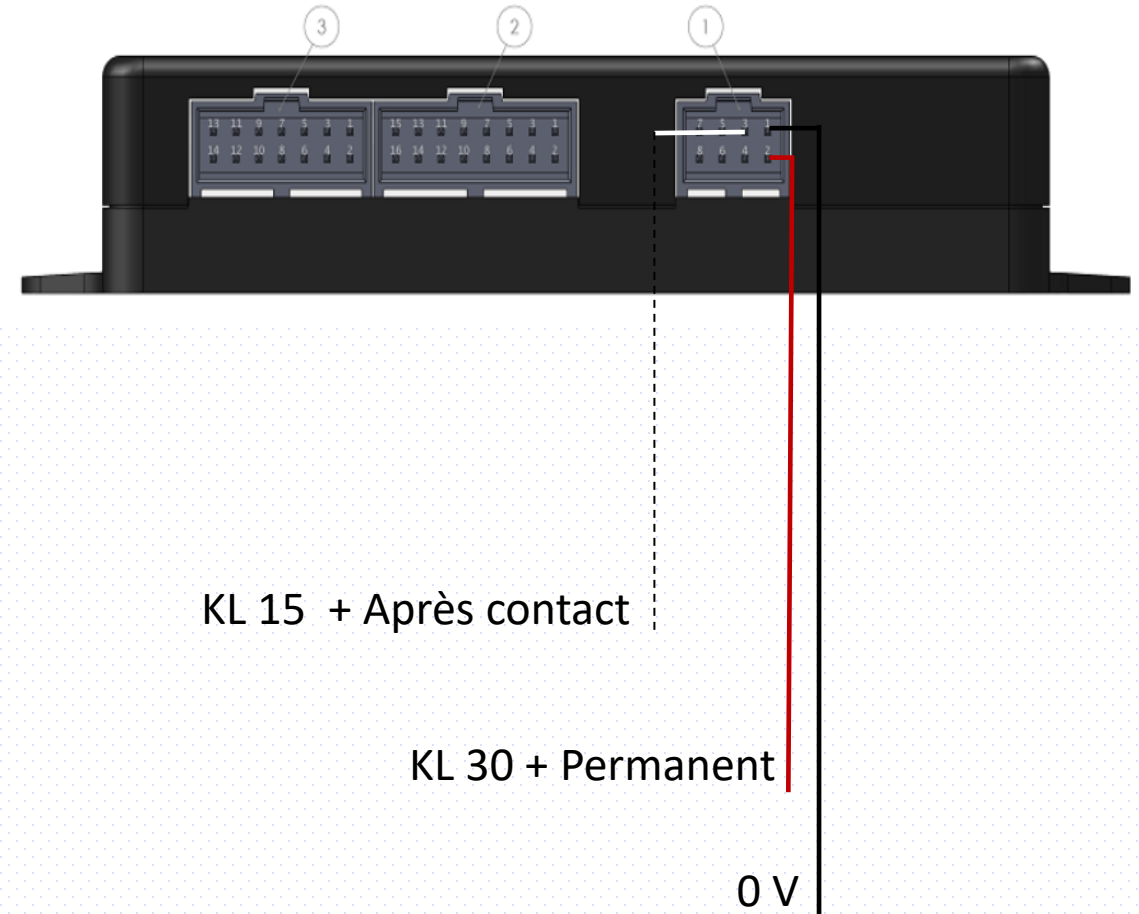 3 2 1
13 11 9 7 5 3 1
14 12 10 8 6 4 2
15 13 11 9 7 5 3 1
16 14 12 10 8 6 4 2
7 5 3 1
8 6 4 2
KL 15 + Après contact
KL 30 + Permanent
0 V